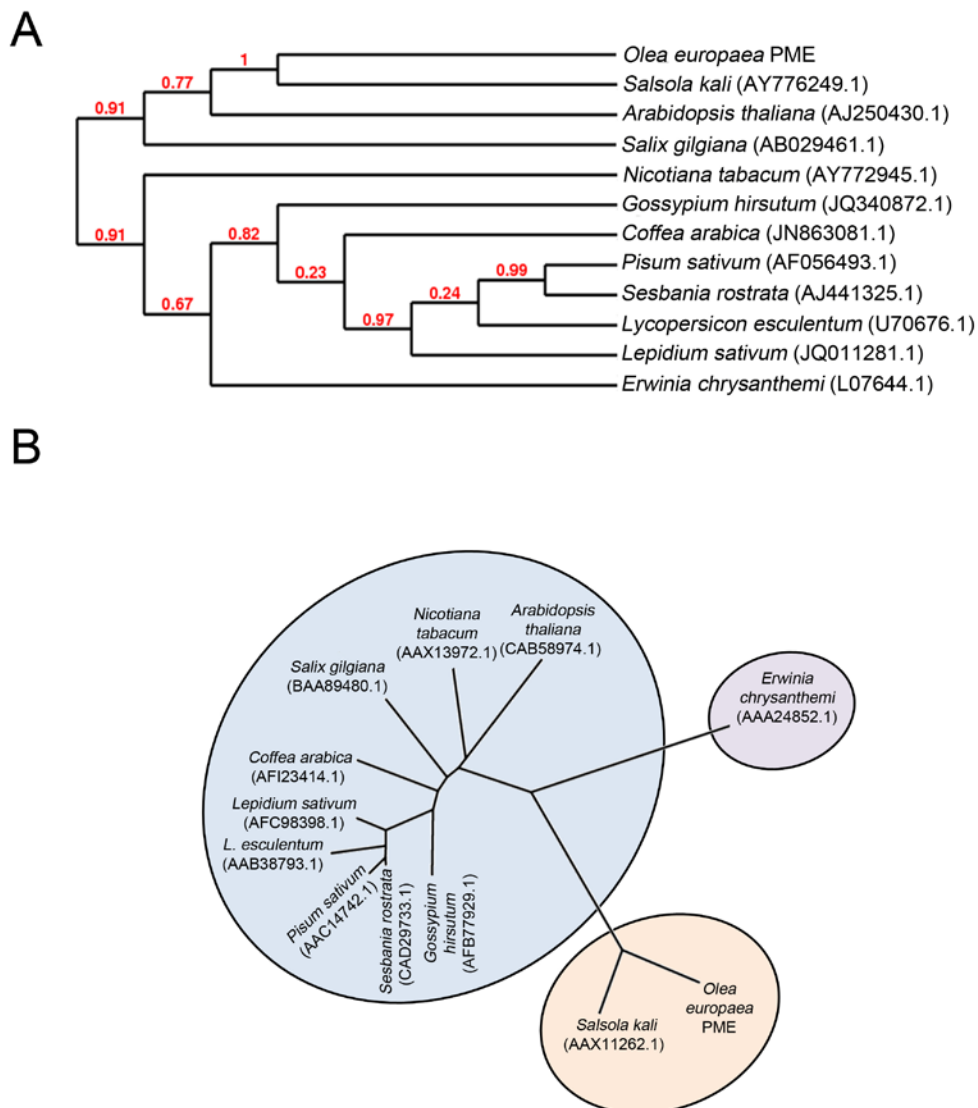 A
Olea europaea PME
1
Salsola kali (AY776249.1)
0.77
Arabidopsis thaliana (AJ250430.1)
0.91
Salix gilgiana (AB029461.1)
Nicotiana tabacum (AY772945.1)
Gossypium hirsutum (JQ340872.1)
0.91
0.82
Coffea arabica (JN863081.1)
Pisum sativum (AF056493.1)
0.23
0.99
Sesbania rostrata (AJ441325.1)
0.67
0.24
Lycopersicon esculentum (U70676.1)
0.97
Lepidium sativum (JQ011281.1)
Erwinia chrysanthemi (L07644.1)
B
Nicotiana
tabacum
(AAX13972.1)
Arabidopsis
thaliana
(CAB58974.1)
Salix gilgiana
(BAA89480.1)
Erwinia
chrysanthemi
(AAA24852.1)
Coffea arabica
(AFI23414.1)
Lepidium sativum
(AFC98398.1)
L. esculentum
(AAB38793.1)
Pisum sativum
(AAC14742.1)
Sesbania rostrata
(CAD29733.1)
Gossypium
hirsutum
(AFB77929.1)
Olea
europaea
PME
Salsola kali
(AAX11262.1)